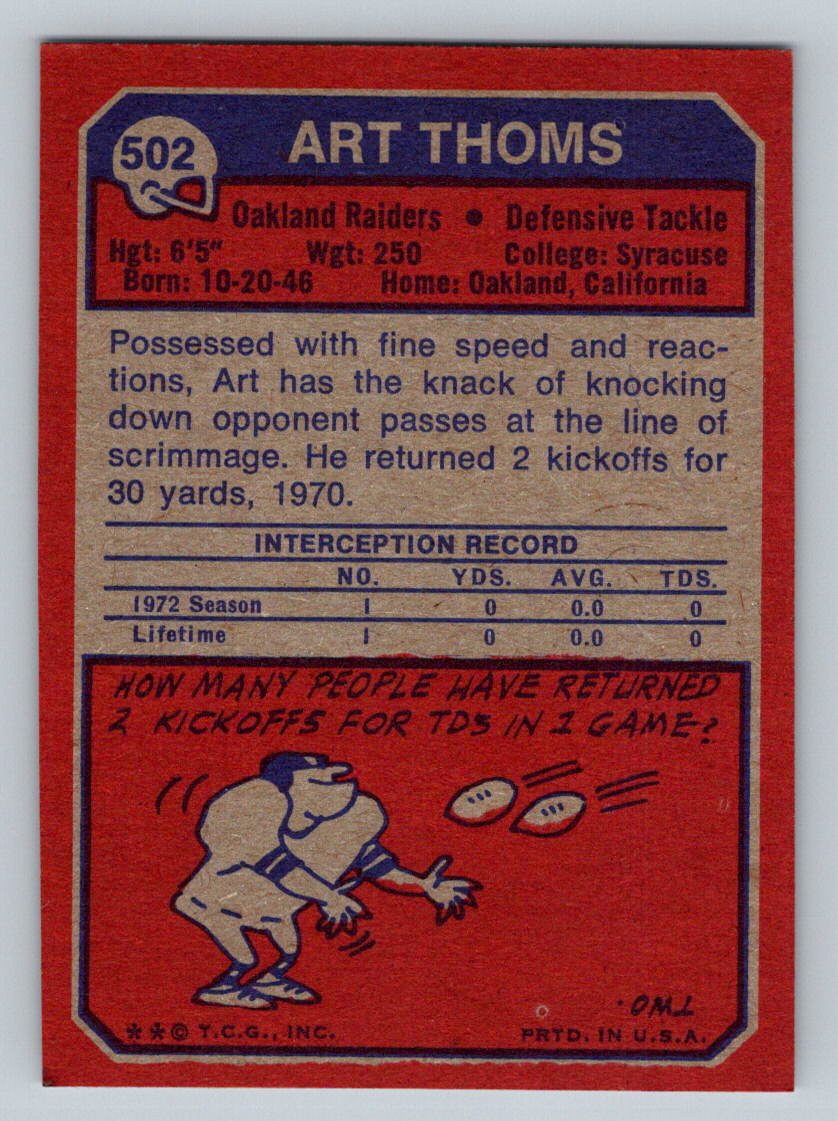 502
ART THOMS
Oakland Raiders • Defensive Tackle
Hgt: 6'5" Wgt: 250 College: Syracuse
Born: 10-20-46 Home: Oakland, California
Possessed with fine speed and reac-
tions, Art has the knack of knocking
down opponent passes at the line of
scrimmage. He returned 2 kickoffs for
30 yards, 1970.
INTERCEPTION RECORD
NO. YDS. AVG. TDS.
1972 Season 1 0 0.0 0
Lifetime 1 0 0.0 0
HOW MANY PEOPLE HAVE RETURNED
2 KICKOFFS FOR TDS IN 1 GAME?
TWO.
**© T.C.G., INC. PRTD. IN U.S.A.